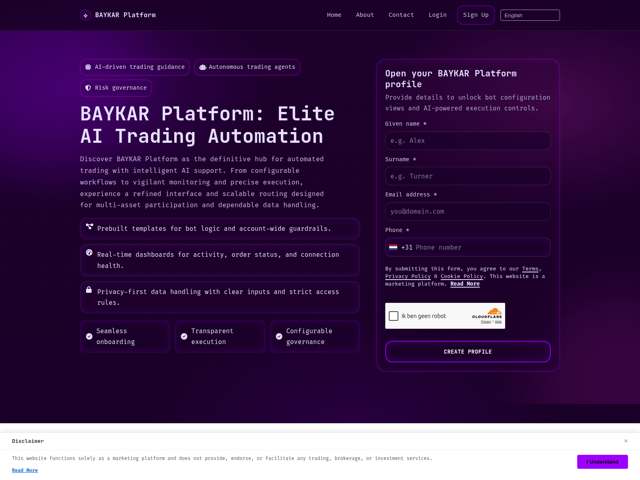 BAYKAR Platform
Home
About
Contact
Login
Sign Up
English
AI-driven trading guidance
Autonomous trading agents
Risk governance
BAYKAR Platform: Elite
AI Trading Automation
Discover BAYKAR Platform as the definitive hub for automated
trading with intelligent AI support. From configurable
workflows to vigilant monitoring and precise execution,
experience a refined interface and scalable routing designed
for multi-asset participation and dependable data handling.
Prebuilt templates for bot logic and account-wide guardrails.
Real-time dashboards for activity, order status, and connection
health.
Privacy-first data handling with clear inputs and strict access
rules.
Seamless
onboarding
Transparent
execution
Configurable
governance
Open your BAYKAR Platform
profile
Provide details to unlock bot configuration
views and AI-powered execution controls.
Given name *
e.g. Alex
Surname *
e.g. Turner
Email address *
you@domain.com
Phone *
+31 Phone number
By submitting this form, you agree to our Terms,
Privacy Policy & Cookie Policy. This website is a
marketing platform. Read More
Ik ben geen robot
CLOUDFLARE
CREATE PROFILE
Disclaimer
×
This website functions solely as a marketing platform and does not provide, endorse, or facilitate any trading, brokerage, or investment services.
Read More
I Understand